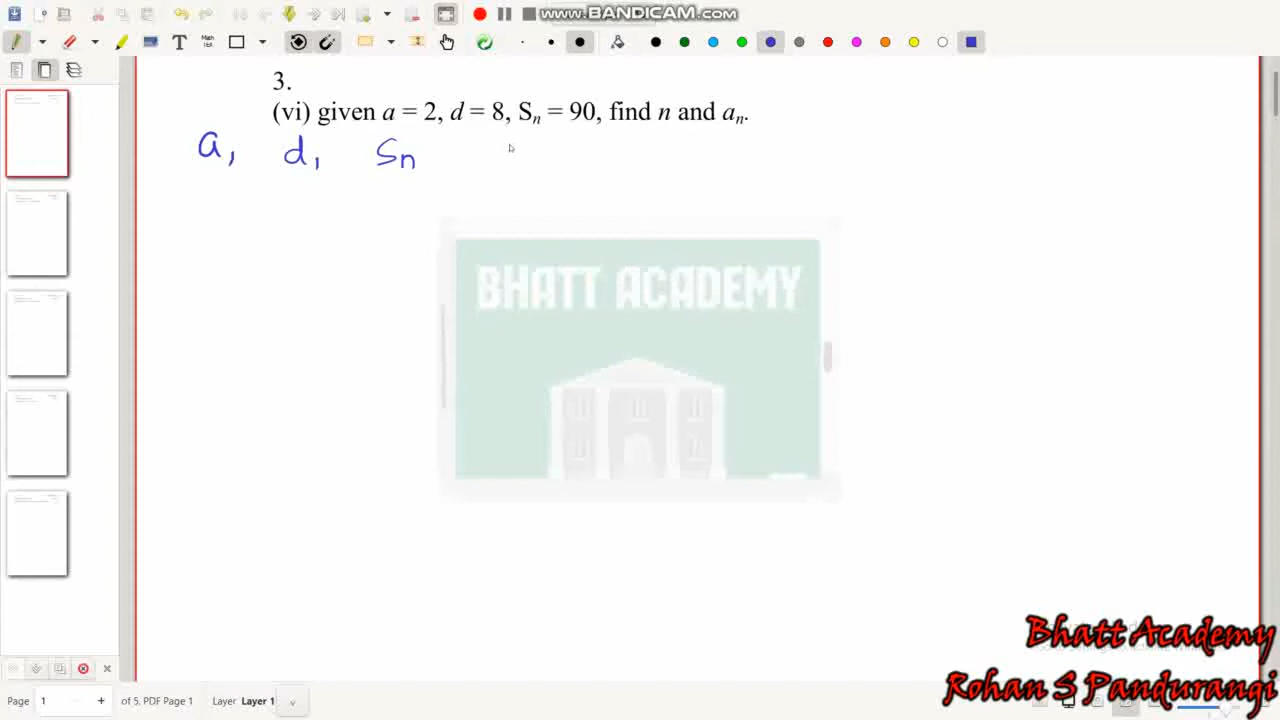 www.BANDICAM.com
3.
(vi) given a = 2, d = 8, Sn = 90, find n and an.
a, d, Sn
BHATT ACADEMY
Bhatt Academy
Rohan S Pandurangi
Page 1 of 5, PDF Page 1 Layer Layer 1